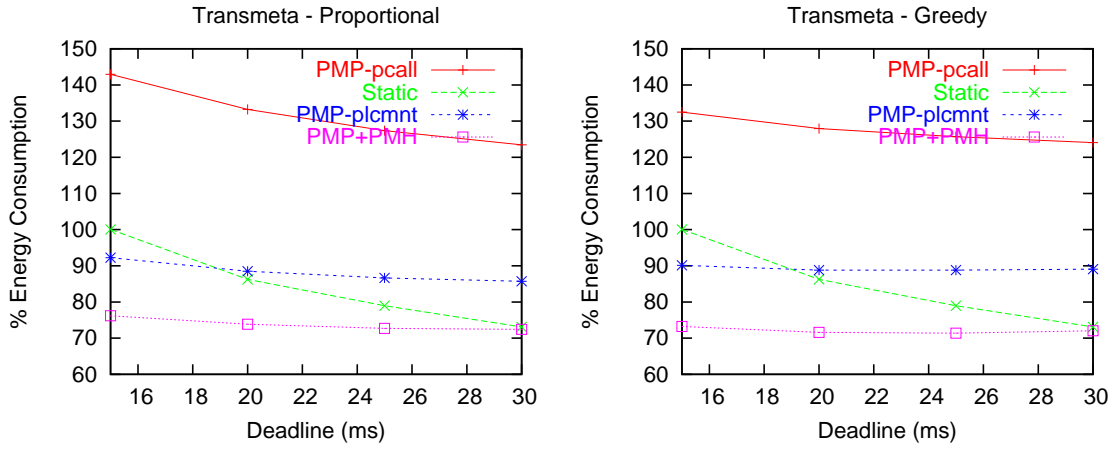 Transmeta - Proportional
% Energy Consumption
150
140
130
120
110
100
90
80
70
60
PMP-pcall
Static
PMP-plcmnt
PMP+PMH
16 18 20 22 24 26 28 30
Deadline (ms)
Transmeta - Greedy
% Energy Consumption
150
140
130
120
110
100
90
80
70
60
PMP-pcall
Static
PMP-plcmnt
PMP+PMH
16 18 20 22 24 26 28 30
Deadline (ms)